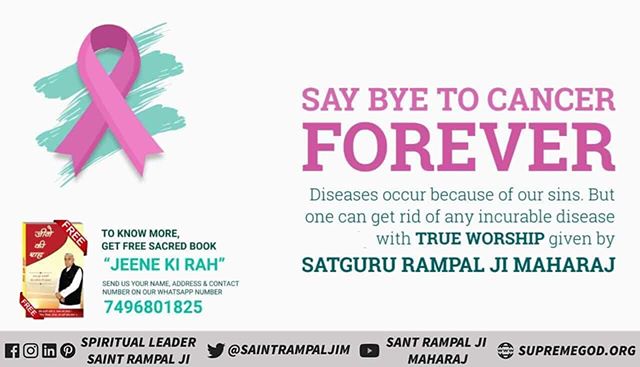 SAY BYE TO CANCER
FOREVER
Diseases occur because of our sins. But
one can get rid of any incurable disease
with TRUE WORSHIP given by
SATGURU RAMPAL JI MAHARAJ
FREE
जीने
की
राह
FREE
TO KNOW MORE,
GET FREE SACRED BOOK
“JEENE KI RAH”
SEND US YOUR NAME, ADDRESS & CONTACT
NUMBER ON OUR WHATSAPP NUMBER
7496801825
SPIRITUAL LEADER
SAINT RAMPAL JI
@SAINTRAMPALJIM
SANT RAMPAL JI
MAHARAJ
SUPREMEGOD.ORG